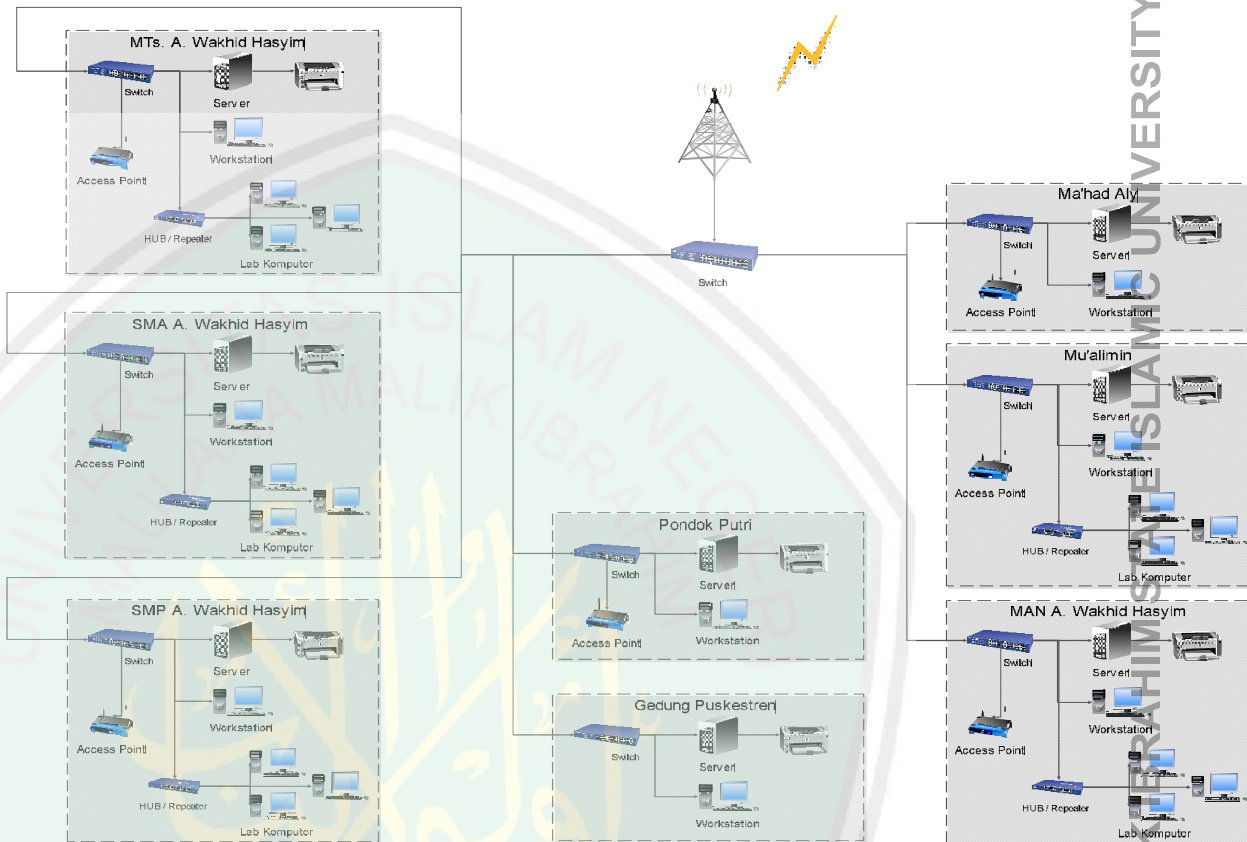 MTs. A. Wakhid Hasyim
Switch
Server
Workstation
Access Point
HUB / Repeater
Lab Komputer
SMA A. Wakhid Hasyim
Switch
Server
Workstation
Access Point
HUB / Repeater
Lab Komputer
SMP A. Wakhid Hasyim
Switch
Server
Workstation
Access Point
HUB / Repeater
Lab Komputer
Switch
Pondok Putri
Switch
Server
Access Point
Workstation
Gedung Puskestren
Switch
Server
Workstation
Ma'had Aly
Switch
Server
Access Point
Workstation
Mu'alimin
Switch
Server
Workstation
Access Point
HUB / Repeater
Lab Komputer
MAN A. Wakhid Hasyim
Switch
Server
Workstation
Access Point
HUB / Repeater
Lab Komputer
IBRAHIM STATE ISLAMIC UNIVERSITY
UNIVERSITAS ISLAM NEGER
MAULANA MALIK IBRAHIM